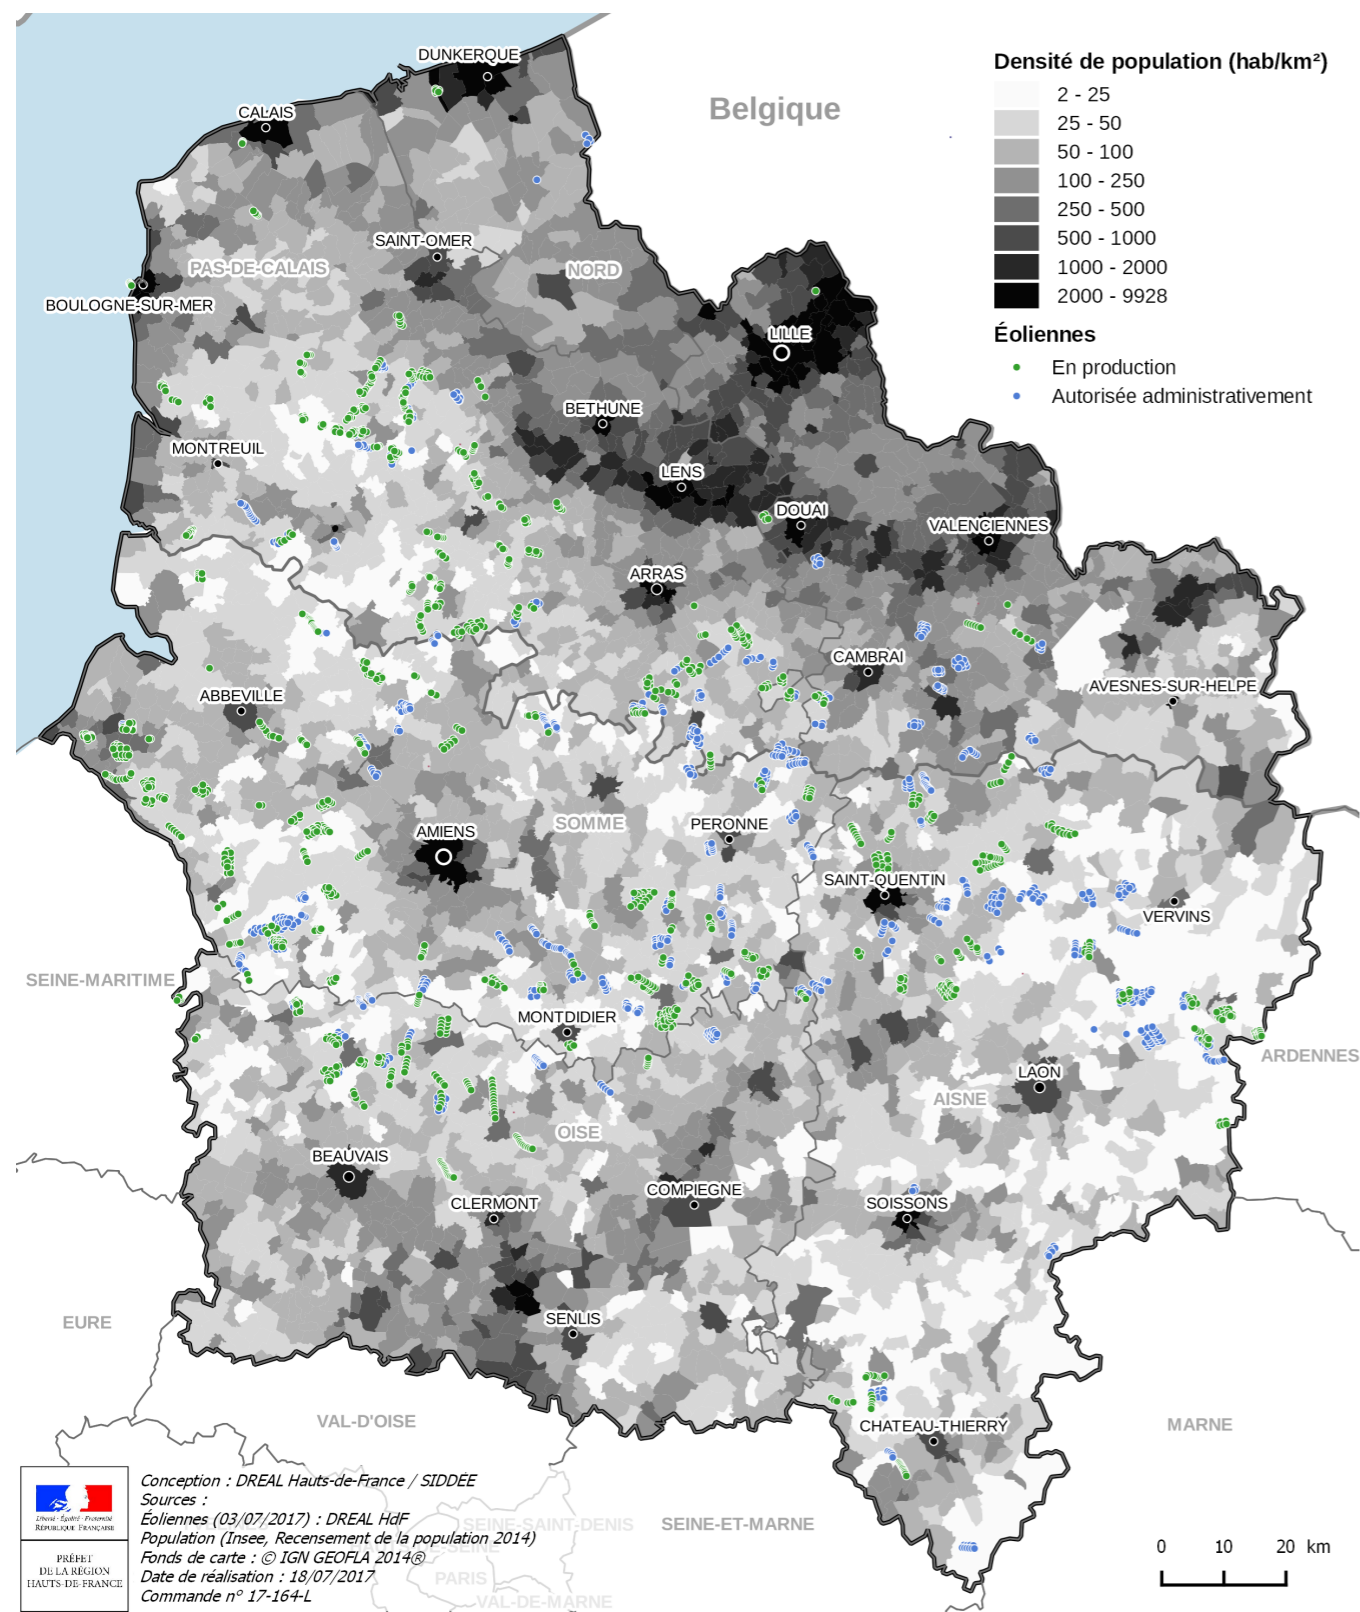 DUNKERQUE
Densité de population (hab/km²)
2 - 25
25 - 50
50 - 100
100 - 250
250 - 500
500 - 1000
1000 - 2000
2000 - 9928
Éoliennes
En production
Autorisée administrativement
Belgique
CALAIS
SAINT-OMER
PAS-DE-CALAIS
NORD
BOULOGNE-SUR-MER
LILLE
BETHUNE
MONTREUIL
LENS
DOUAI
VALENCIENNES
ARRAS
CAMBRAI
AVESNES-SUR-HELPE
ABBEVILLE
SOMME
PERONNE
AMIENS
SAINT-QUENTIN
VERVINS
SEINE-MARITIME
MONTDIDIER
ARDENNES
LAON
AISNE
OISE
BEAUVAIS
COMPIEGNE
CLERMONT
SOISSONS
EURE
SENLIS
VAL-D'OISE
CHATEAU-THIERRY
MARNE
Liberté • Égalité • Fraternité
RÉPUBLIQUE FRANÇAISE
PRÉFET
DE LA RÉGION
HAUTS-DE-FRANCE
Conception : DREAL Hauts-de-France / SIDDÉE
Sources :
Éoliennes (03/07/2017) : DREAL HdF
Population (Insee, Recensement de la population 2014)
Fonds de carte : © IGN GEOFLA 2014®
Date de réalisation : 18/07/2017
Commande n° 17-164-L
SEINE-SAINT-DENIS
SEINE-ET-MARNE
PARIS
VAL-DE-MARNE
0 10 20 km